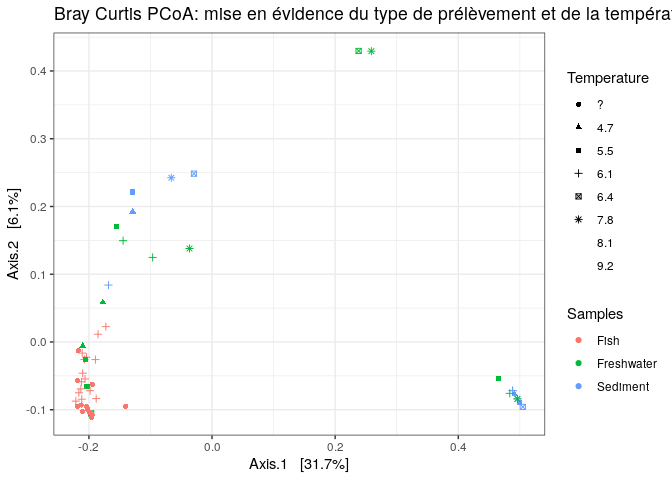 Bray Curtis PCoA: mise en évidence du type de prélèvement et de la tempéra
Axis.2 [6.1%]
0.4
0.3
0.2
0.1
0.0
-0.1
-0.2
0.0
0.2
0.4
Axis.1 [31.7%]
Temperature
?
4.7
5.5
6.1
6.4
7.8
8.1
9.2
Samples
Fish
Freshwater
Sediment